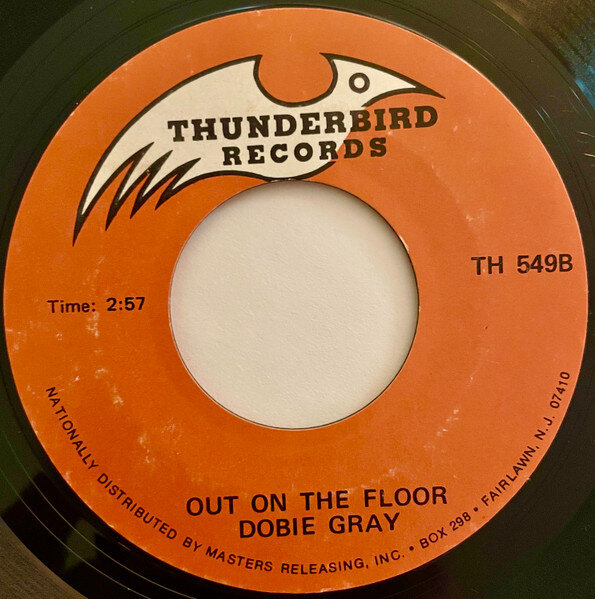 THUNDERBIRD
RECORDS
TH 549B
Time: 2:57
OUT ON THE FLOOR
DOBIE GRAY
NATIONALLY DISTRIBUTED BY MASTERS RELEASING, INC. • BOX 298 • FAIRLAWN, N.J. 07410